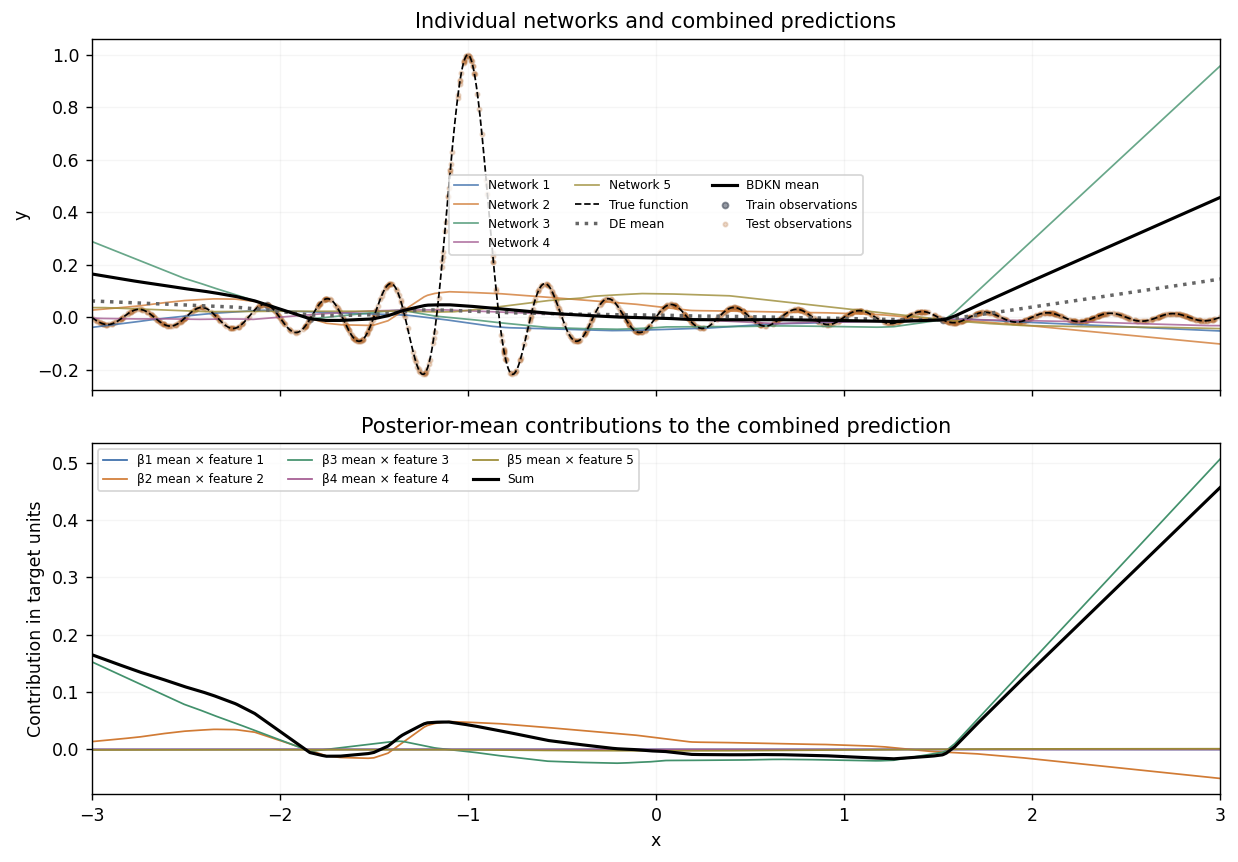 Individual networks and combined predictions
y
1.0
0.8
0.6
0.4
0.2
0.0
−0.2
Network 1
Network 2
Network 3
Network 4
Network 5
True function
DE mean
BDKN mean
Train observations
Test observations
Posterior-mean contributions to the combined prediction
Contribution in target units
0.5
0.4
0.3
0.2
0.1
0.0
β1 mean × feature 1
β2 mean × feature 2
β3 mean × feature 3
β4 mean × feature 4
β5 mean × feature 5
Sum
−3 −2 −1 0 1 2 3
x